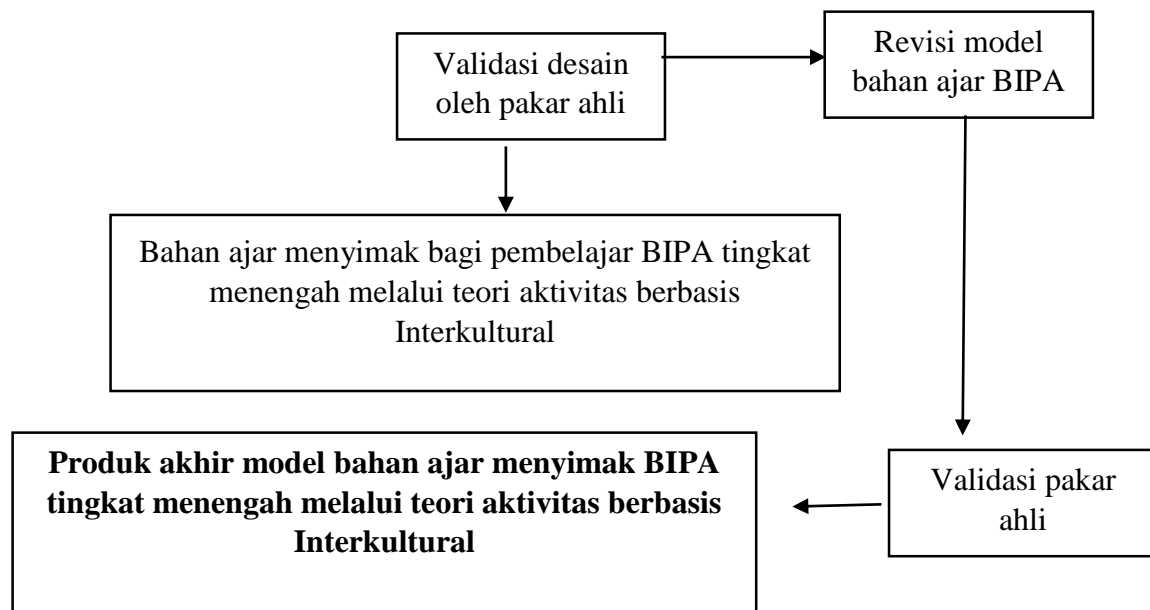 Validasi desain
oleh pakar ahli
Revisi model
bahan ajar BIPA
Bahan ajar menyimak bagi pembelajar BIPA tingkat
menengah melalui teori aktivitas berbasis
Interkultural
Produk akhir model bahan ajar menyimak BIPA
tingkat menengah melalui teori aktivitas berbasis
Interkultural
Validasi pakar
ahli